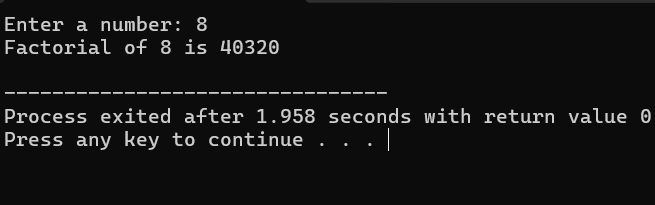 Enter a number: 8
Factorial of 8 is 40320
--------------------------------
Process exited after 1.958 seconds with return value 0
Press any key to continue . . .